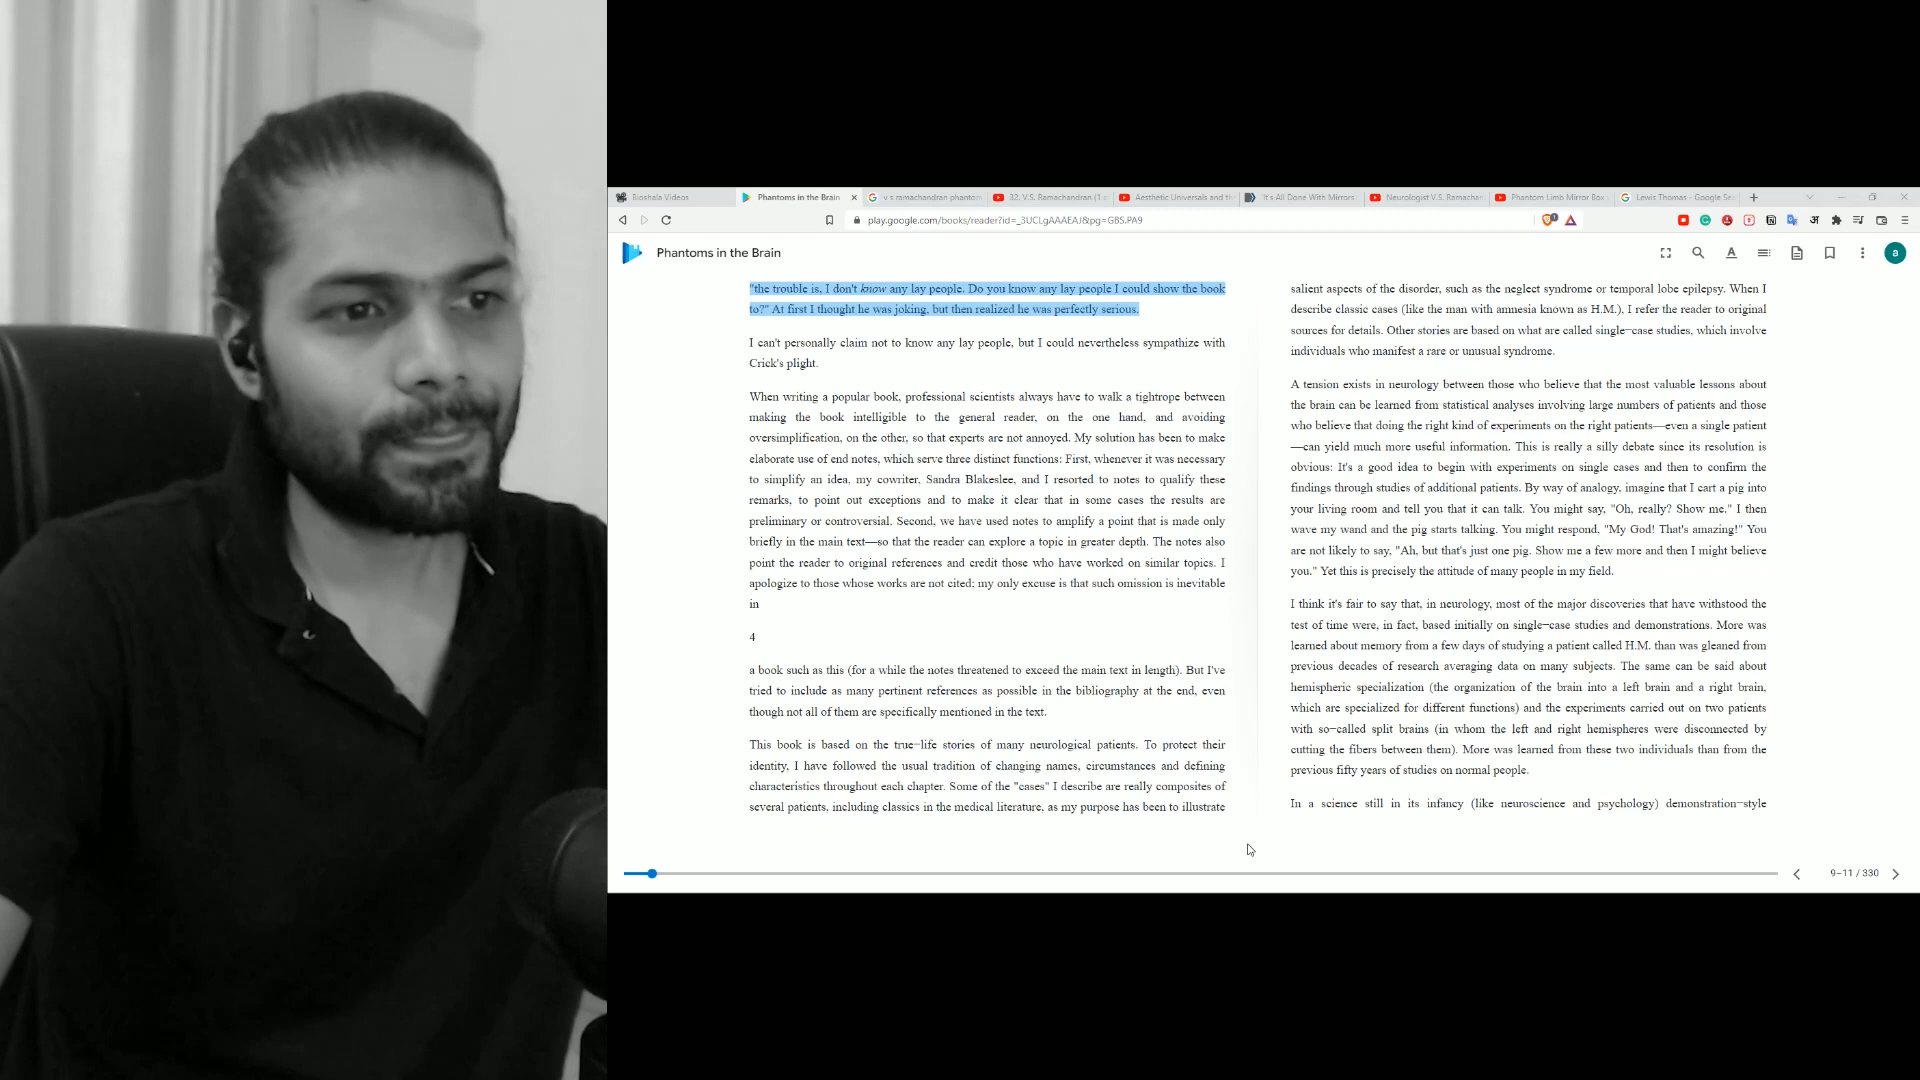 Bioshala Videos
Phantoms in the Brain
v s ramachandran phantom
32. V.S. Ramachandran (1
Aesthetic Universals and th
'It's All Done With Mirrors'
Neurologist V.S. Ramachan
Phantom Limb Mirror Box
Lewis Thomas - Google Se
play.google.com/books/reader?id=_3UCLgAAAEAJ&pg=GBS.PA9
Phantoms in the Brain
a
"the trouble is, I don't know any lay people. Do you know any lay people I could show the book
to?" At first I thought he was joking, but then realized he was perfectly serious.
I can't personally claim not to know any lay people, but I could nevertheless sympathize with
Crick's plight.
When writing a popular book, professional scientists always have to walk a tightrope between
making the book intelligible to the general reader, on the one hand, and avoiding
oversimplification, on the other, so that experts are not annoyed. My solution has been to make
elaborate use of end notes, which serve three distinct functions: First, whenever it was necessary
to simplify an idea, my cowriter, Sandra Blakeslee, and I resorted to notes to qualify these
remarks, to point out exceptions and to make it clear that in some cases the results are
preliminary or controversial. Second, we have used notes to amplify a point that is made only
briefly in the main text—so that the reader can explore a topic in greater depth. The notes also
point the reader to original references and credit those who have worked on similar topics. I
apologize to those whose works are not cited; my only excuse is that such omission is inevitable
in
4
a book such as this (for a while the notes threatened to exceed the main text in length). But I've
tried to include as many pertinent references as possible in the bibliography at the end, even
though not all of them are specifically mentioned in the text.
This book is based on the true−life stories of many neurological patients. To protect their
identity, I have followed the usual tradition of changing names, circumstances and defining
characteristics throughout each chapter. Some of the "cases" I describe are really composites of
several patients, including classics in the medical literature, as my purpose has been to illustrate
salient aspects of the disorder, such as the neglect syndrome or temporal lobe epilepsy. When I
describe classic cases (like the man with amnesia known as H.M.), I refer the reader to original
sources for details. Other stories are based on what are called single−case studies, which involve
individuals who manifest a rare or unusual syndrome.
A tension exists in neurology between those who believe that the most valuable lessons about
the brain can be learned from statistical analyses involving large numbers of patients and those
who believe that doing the right kind of experiments on the right patients—even a single patient
—can yield much more useful information. This is really a silly debate since its resolution is
obvious: It's a good idea to begin with experiments on single cases and then to confirm the
findings through studies of additional patients. By way of analogy, imagine that I cart a pig into
your living room and tell you that it can talk. You might say, "Oh, really? Show me." I then
wave my wand and the pig starts talking. You might respond, "My God! That's amazing!" You
are not likely to say, "Ah, but that's just one pig. Show me a few more and then I might believe
you." Yet this is precisely the attitude of many people in my field.
I think it's fair to say that, in neurology, most of the major discoveries that have withstood the
test of time were, in fact, based initially on single−case studies and demonstrations. More was
learned about memory from a few days of studying a patient called H.M. than was gleaned from
previous decades of research averaging data on many subjects. The same can be said about
hemispheric specialization (the organization of the brain into a left brain and a right brain,
which are specialized for different functions) and the experiments carried out on two patients
with so−called split brains (in whom the left and right hemispheres were disconnected by
cutting the fibers between them). More was learned from these two individuals than from the
previous fifty years of studies on normal people.
In a science still in its infancy (like neuroscience and psychology) demonstration−style
9-11 / 330